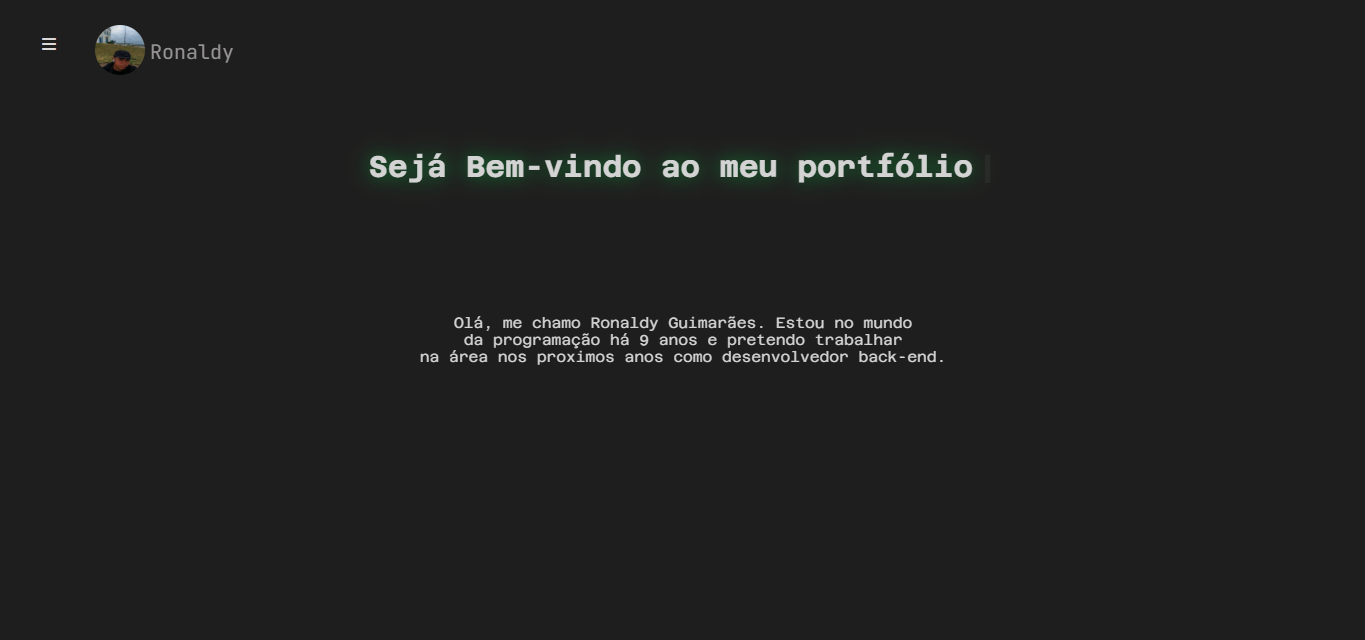 Ronaldy
Sejá Bem-vindo ao meu portfólio
Olá, me chamo Ronaldy Guimarães. Estou no mundo
da programação há 9 anos e pretendo trabalhar
na área nos proximos anos como desenvolvedor back-end.